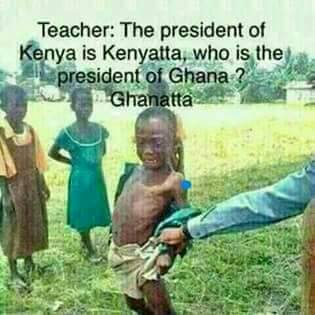 Teacher: The president of
Kenya is Kenyatta, who is the
president of Ghana ?
Ghanatta